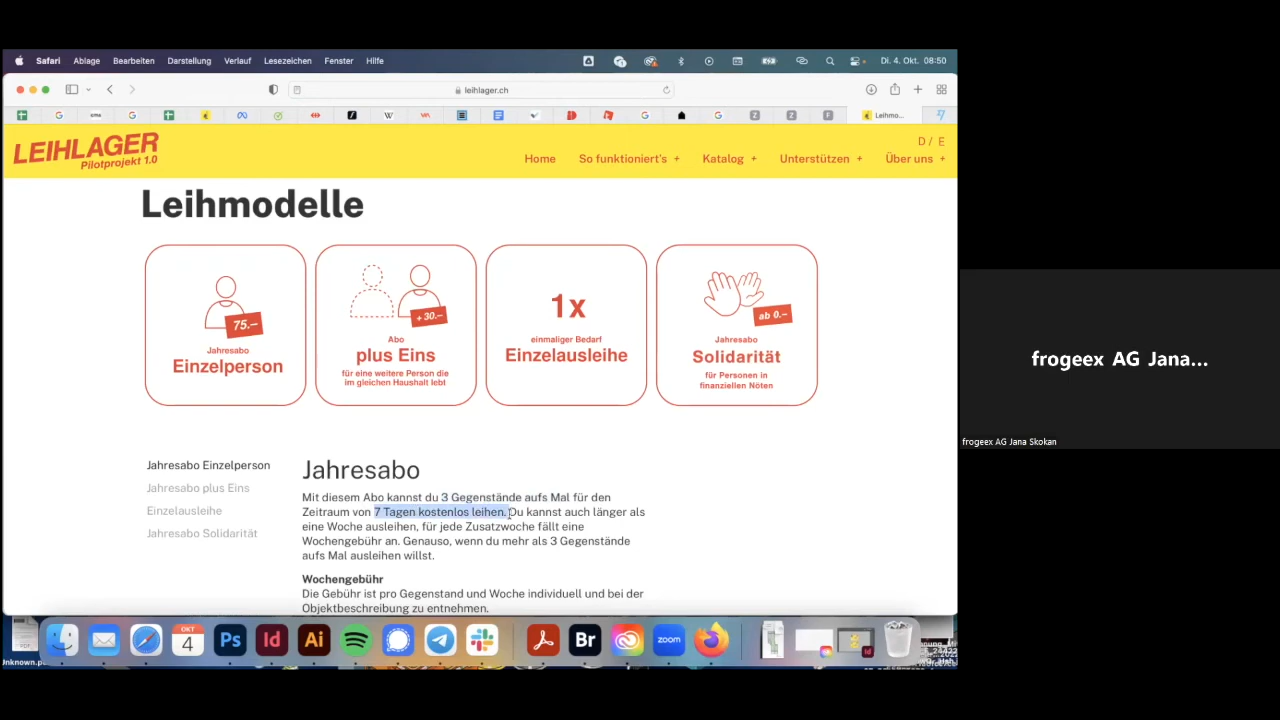 Safari Ablage Bearbeiten Darstellung Verlauf Lesezeichen Fenster Hilfe Di. 4. Okt. 08:50
leihlager.ch
Leihmo...
LEIHLAGER
Pilotprojekt 1.0
D / E
Home So funktioniert's + Katalog + Unterstützen + Über uns +
Leihmodelle
75.–
Jahresabo
Einzelperson
+ 30.–
Abo
plus Eins
für eine weitere Person die
im gleichen Haushalt lebt
1x
einmaliger Bedarf
Einzelausleihe
ab 0.–
Jahresabo
Solidarität
für Personen in
finanziellen Nöten
Jahresabo Einzelperson
Jahresabo plus Eins
Einzelausleihe
Jahresabo Solidarität
Jahresabo
Mit diesem Abo kannst du 3 Gegenstände aufs Mal für den
Zeitraum von 7 Tagen kostenlos leihen. Du kannst auch länger als
eine Woche ausleihen, für jede Zusatzwoche fällt eine
Wochengebühr an. Genauso, wenn du mehr als 3 Gegenstände
aufs Mal ausleihen willst.
Wochengebühr
Die Gebühr ist pro Gegenstand und Woche individuell und bei der
Objektbeschreibung zu entnehmen.
OKT
4
Ps Id Ai Br zoom
frogeex AG Jana...
frogeex AG Jana Skokan